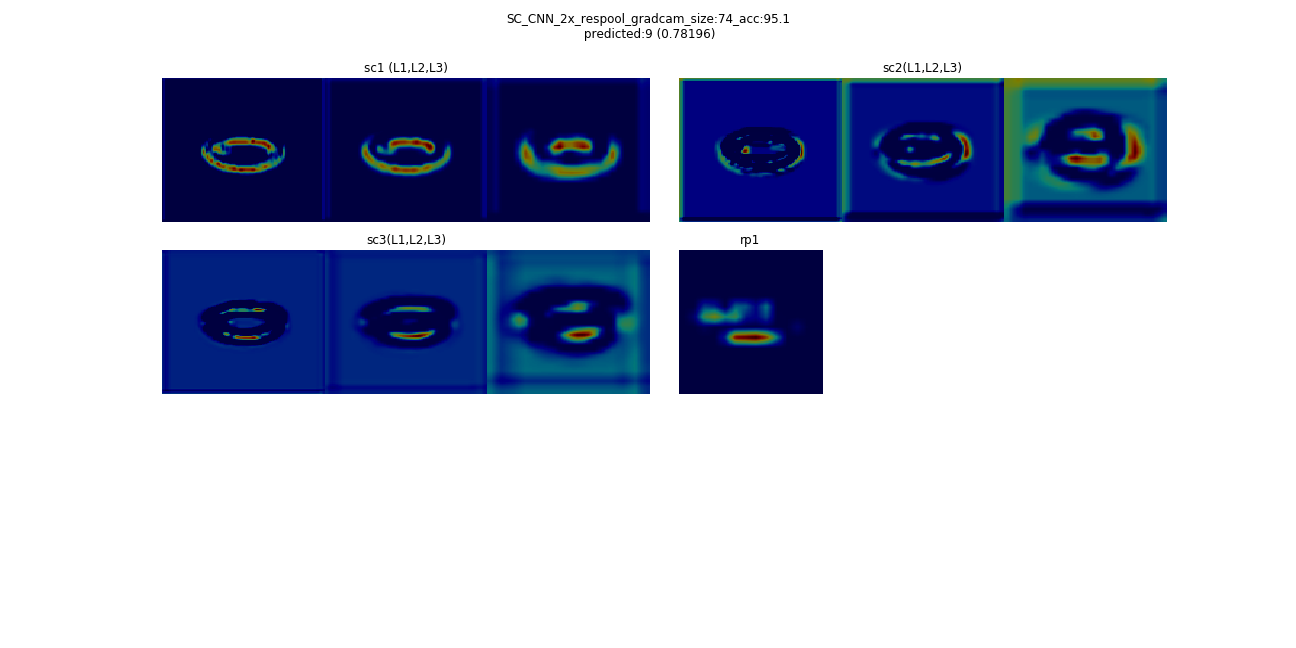 SC_CNN_2x_respool_gradcam_size:74_acc:95.1
predicted:9 (0.78196)
sc1 (L1,L2,L3)
sc2(L1,L2,L3)
sc3(L1,L2,L3)
rp1